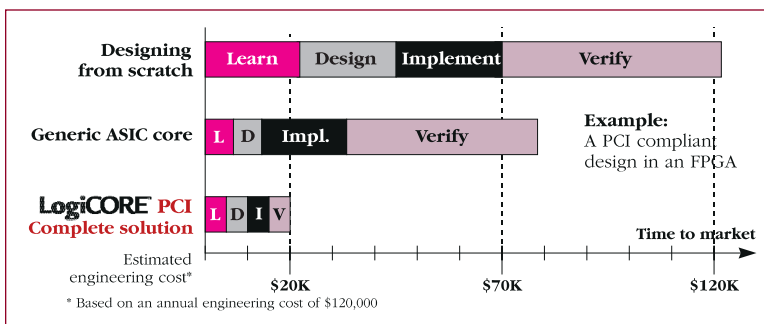 Designing
from scratch
Learn
Design
Implement
Verify
Generic ASIC core
L
D
Impl.
Verify
Example:
A PCI compliant
design in an FPGA
LogiCORE™ PCI
Complete solution
L
D
I
V
Time to market
Estimated
engineering cost*
$20K
$70K
$120K
* Based on an annual engineering cost of $120,000